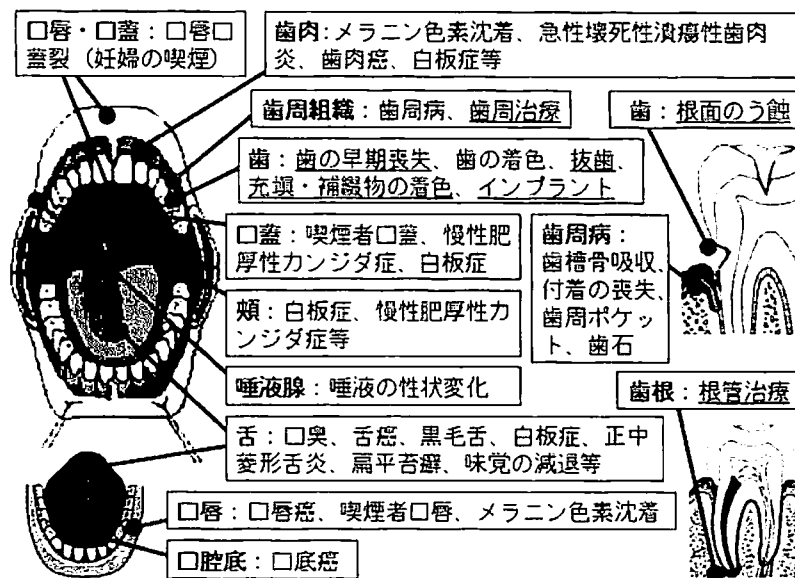 口唇・口蓋：口唇口
蓋裂（妊婦の喫煙）
歯肉：メラニン色素沈着、急性壊死性潰瘍性歯肉
炎、歯肉癌、白板症等
歯周組織：歯周病、歯周治療
歯：根面のう蝕
歯：歯の早期喪失、歯の着色、抜歯、
充填・補綴物の着色、インプラント
口蓋：喫煙者口蓋、慢性肥
厚性カンジダ症、白板症
歯周病：
歯槽骨吸収、
付着の喪失、
歯周ポケッ
ト、歯石
頬：白板症、慢性肥厚性カ
ンジダ症等
唾液腺：唾液の性状変化
歯根：根管治療
舌：口臭、舌癌、黒毛舌、白板症、正中
菱形舌炎、扁平苔癬、味覚の減退等
口唇：口唇癌、喫煙者口唇、メラニン色素沈着
口腔底：口底癌